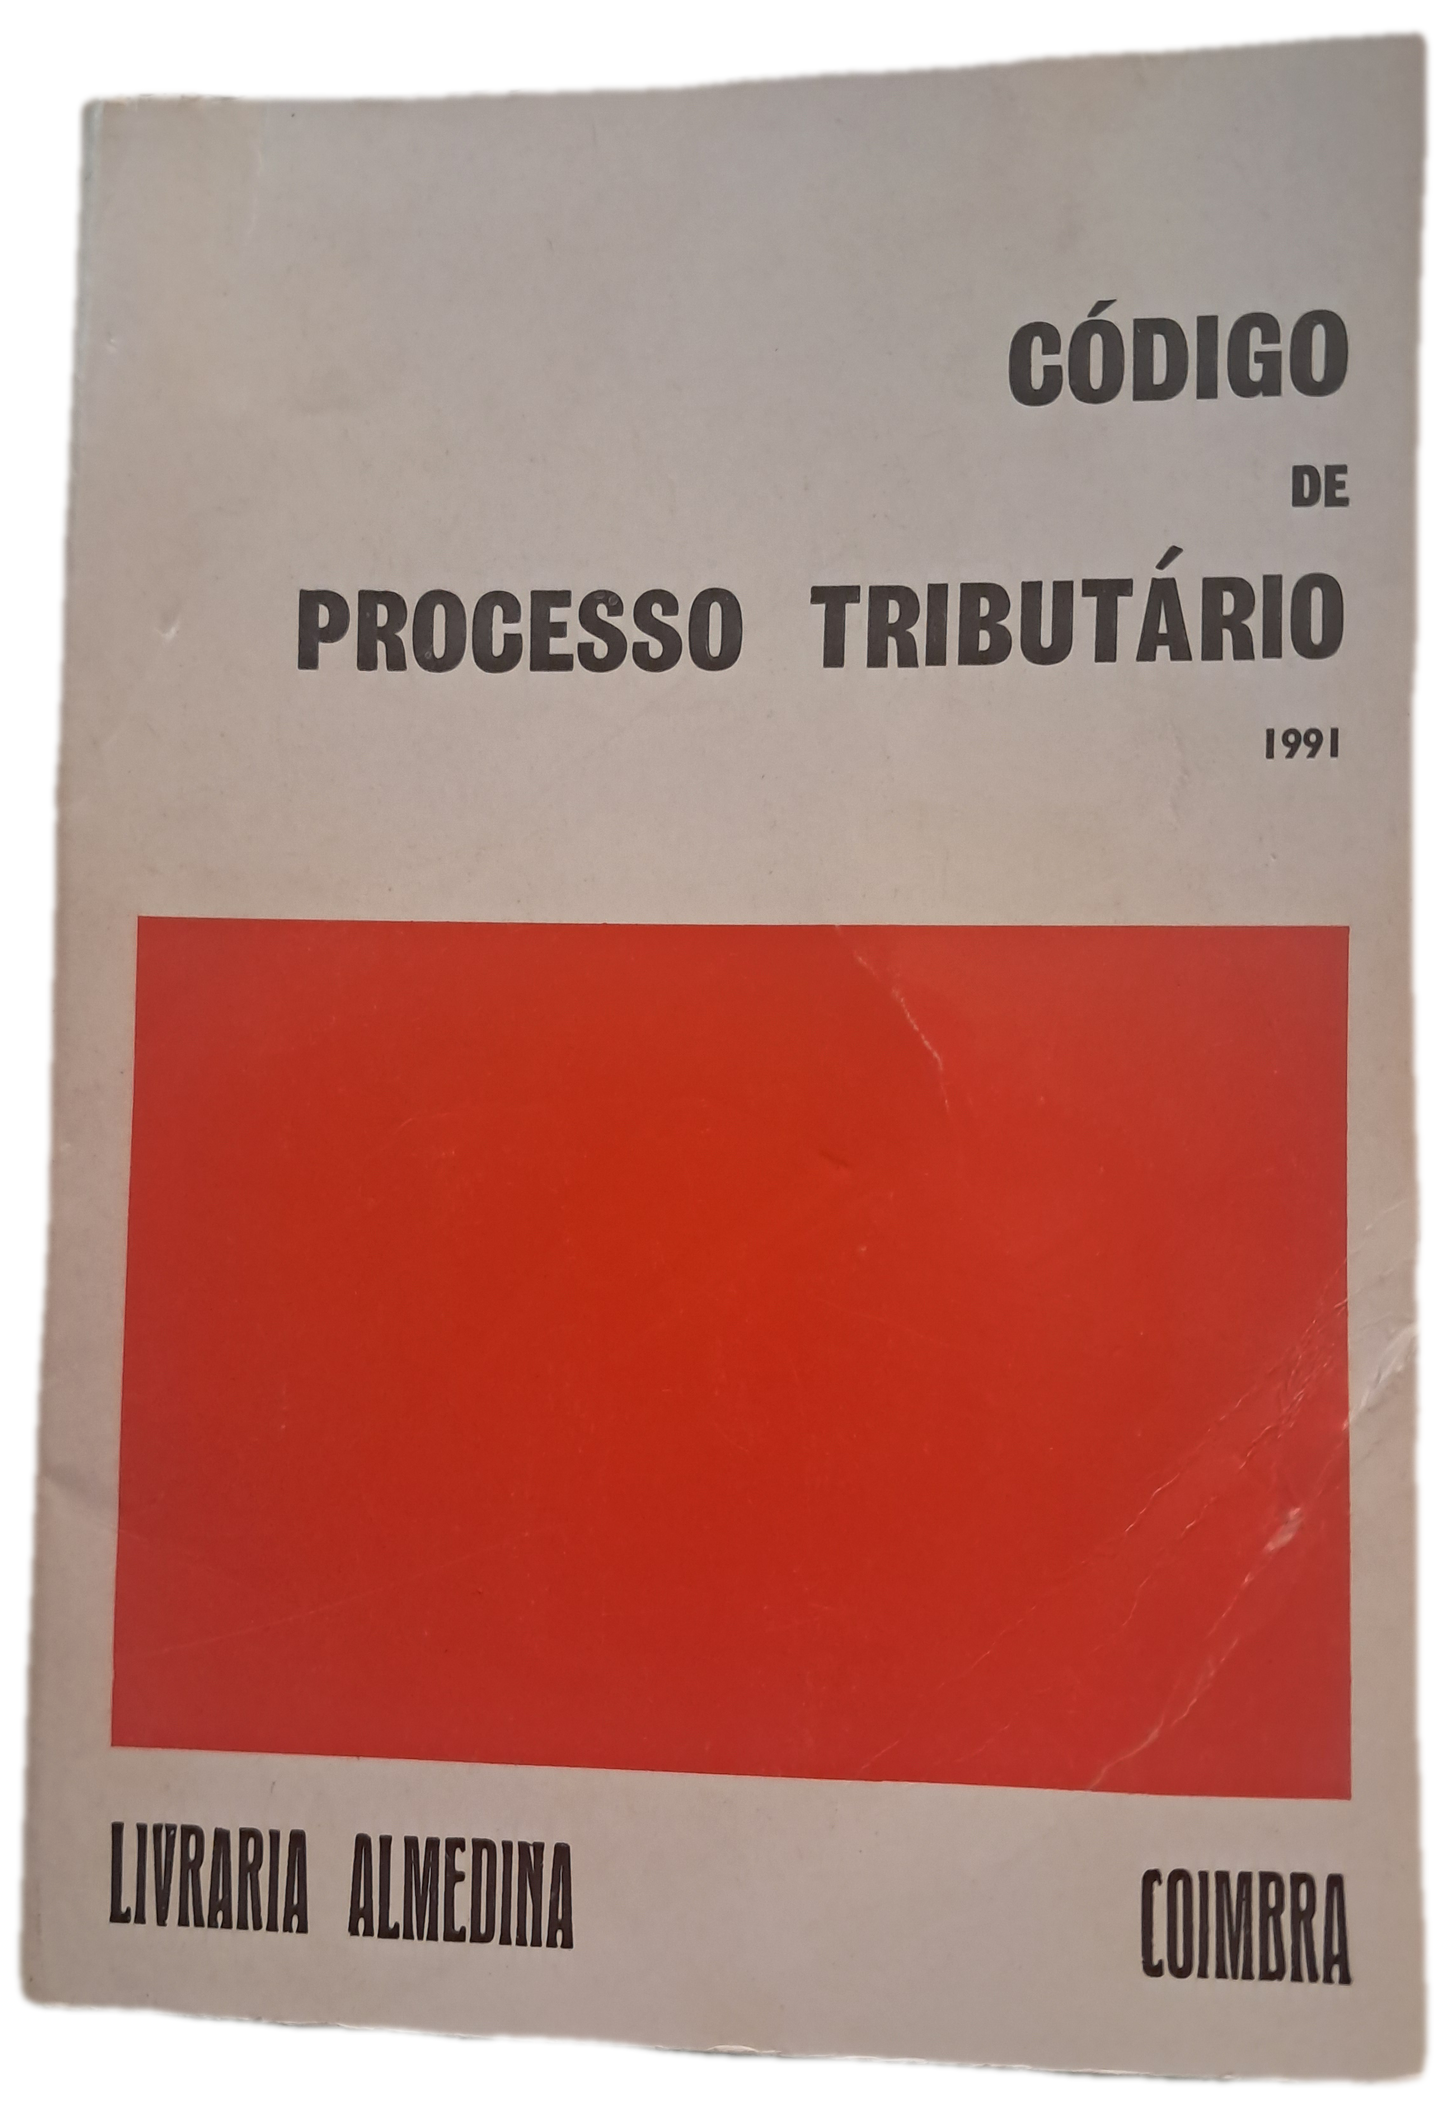 CÓDIGO
DE
PROCESSO TRIBUTÁRIO
1991
LIVRARIA ALMEDINA
COIMBRA